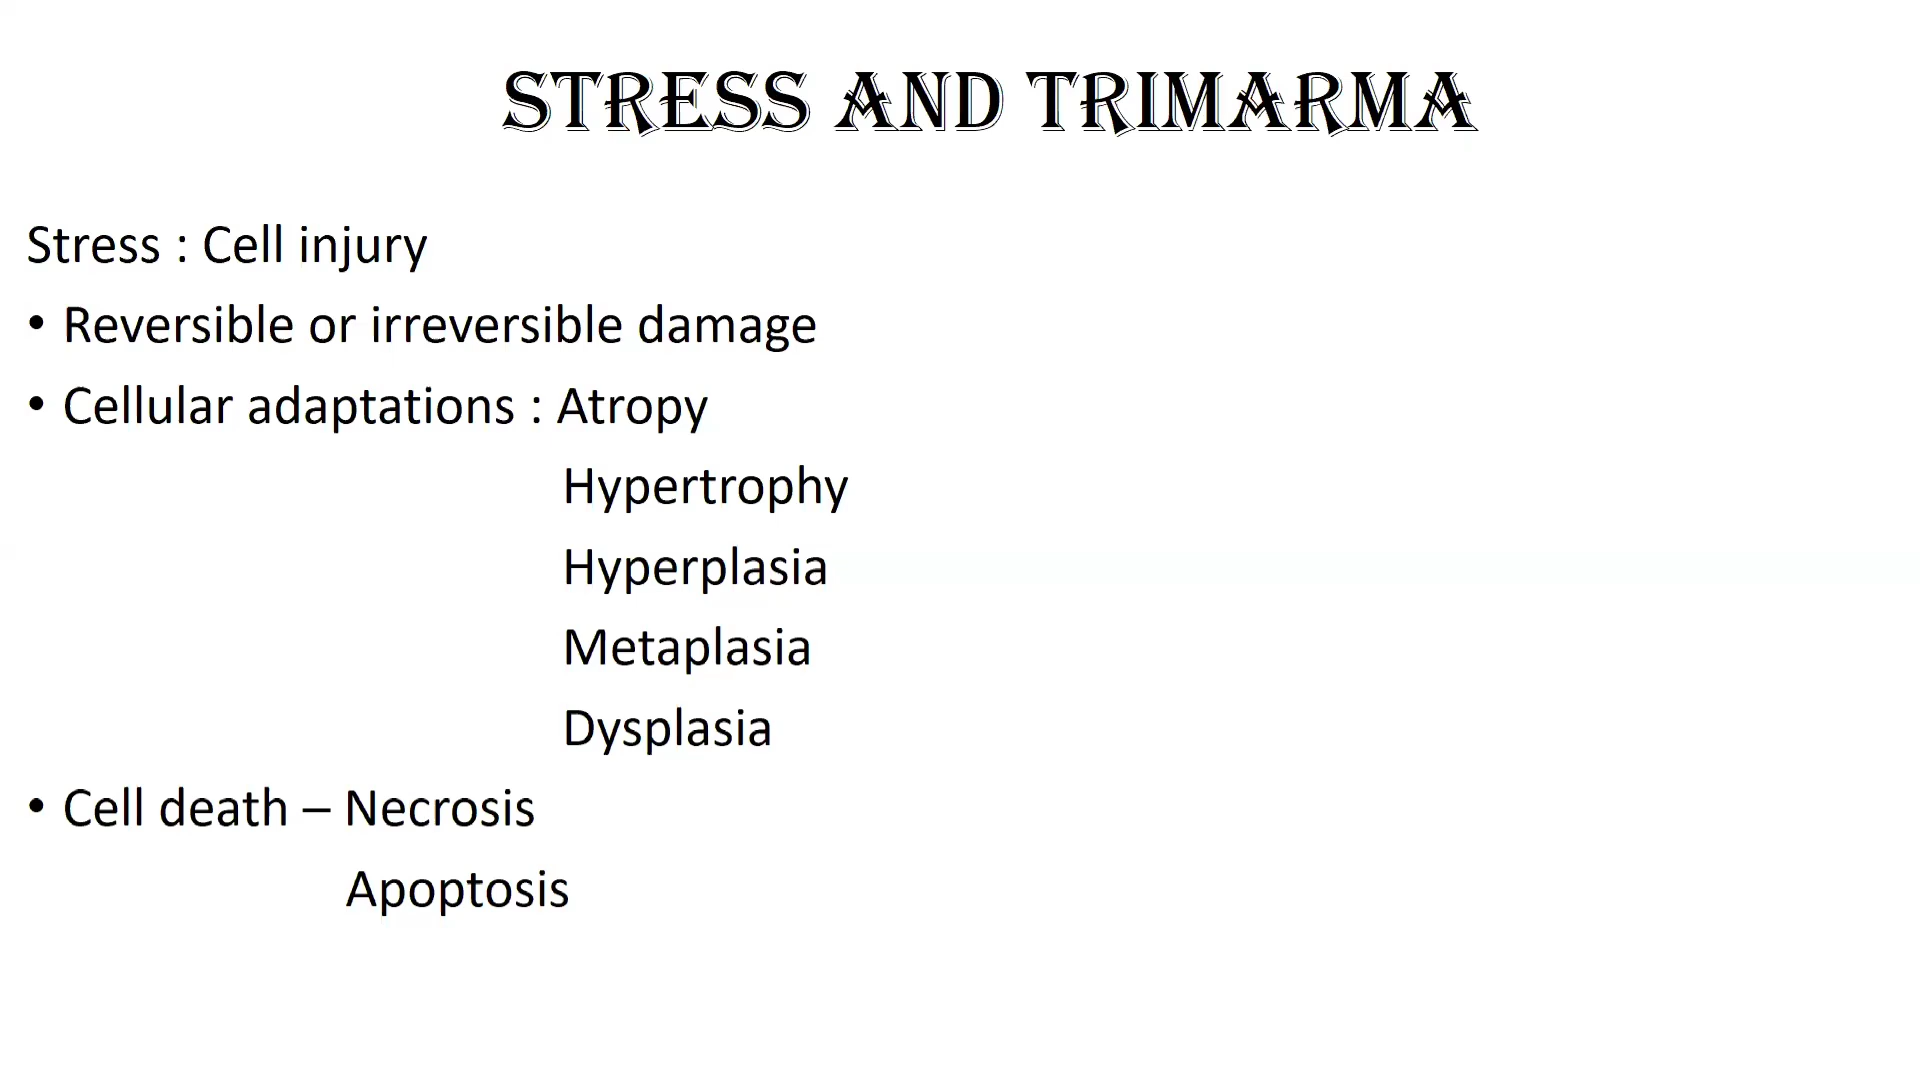 STRESS AND TRIMARMA
Stress : Cell injury
• Reversible or irreversible damage
• Cellular adaptations : Atropy
Hypertrophy
Hyperplasia
Metaplasia
Dysplasia
• Cell death – Necrosis
Apoptosis